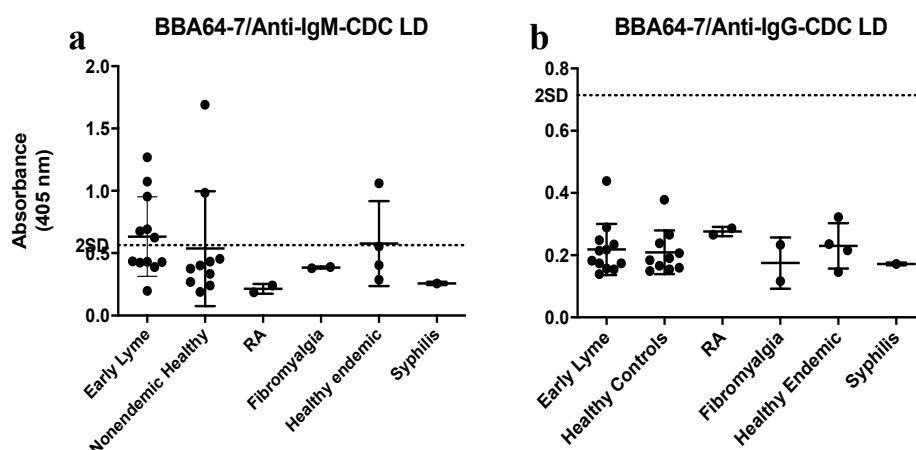 a BBA64-7/Anti-IgM-CDC LD
Absorbance
(405 nm)
2.0
1.5
1.0
2SD
0.5
0.0
Early Lyme
Nonendemic Healthy
RA
Fibromyalgia
Healthy endemic
Syphilis
b BBA64-7/Anti-IgG-CDC LD
0.8
2SD
0.6
0.4
0.2
0.0
Early Lyme
Healthy Controls
RA
Fibromyalgia
Healthy Endemic
Syphilis